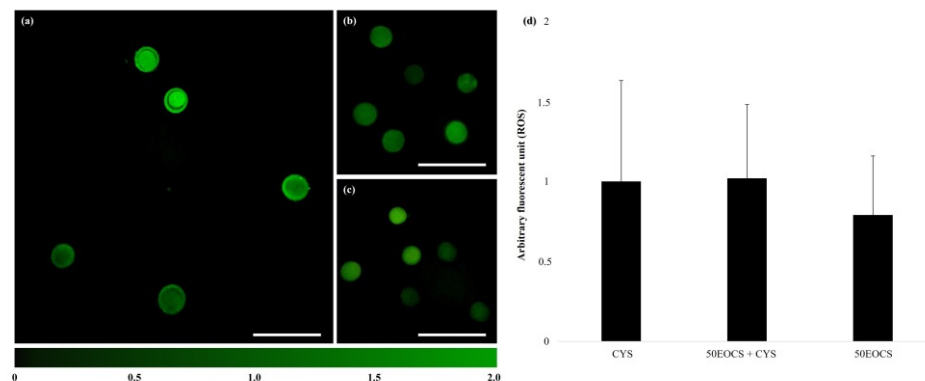 (a)
(b)
(c)
0 0.5 1.0 1.5 2.0
(d)
Arbitrary fluorescent unit (ROS)
2
1.5
1
0.5
0
CYS 50EOCS + CYS 50EOCS